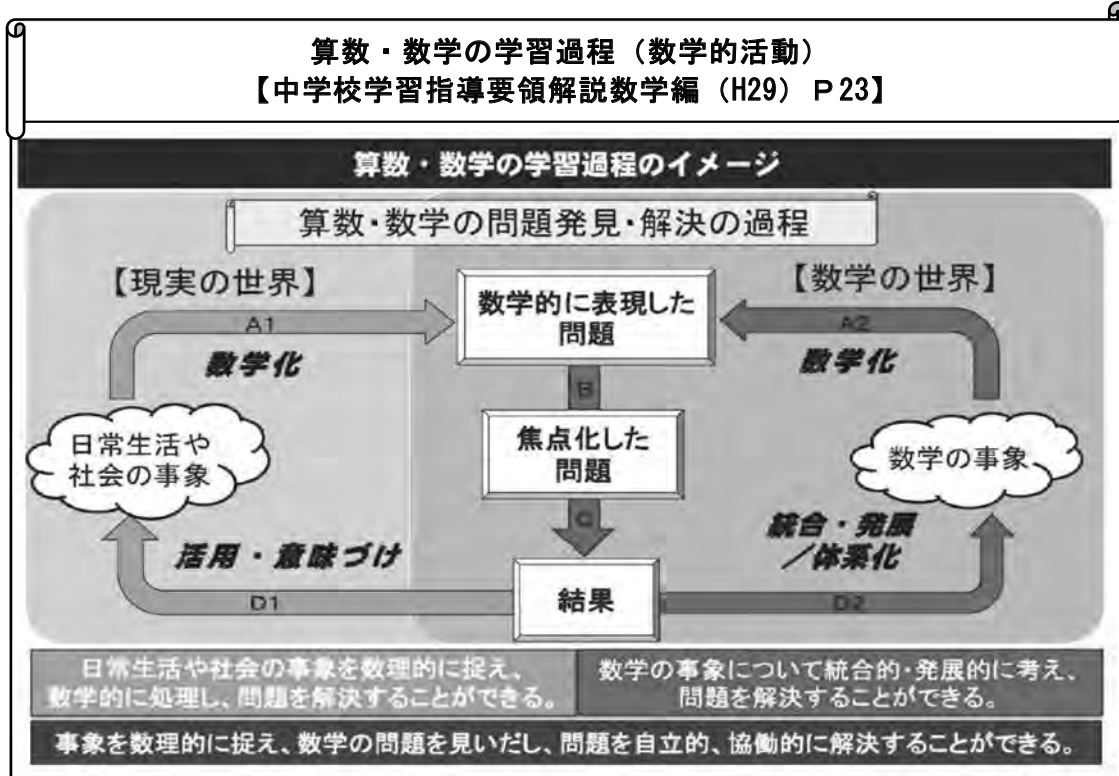 算数・数学の学習過程（数学的活動）
【中学校学習指導要領解説数学編（H29）Ｐ23】
算数・数学の学習過程のイメージ
算数・数学の問題発見・解決の過程
【現実の世界】
【数学の世界】
A1
数学化
数学的に表現した
問題
A2
数学化
B
日常生活や
社会の事象
焦点化した
問題
数学の事象
C
活用・意味づけ
統合・発展
／体系化
D1
結果
D2
日常生活や社会の事象を数理的に捉え、
数学的に処理し、問題を解決することができる。
数学の事象について統合的・発展的に考え、
問題を解決することができる。
事象を数理的に捉え、数学の問題を見いだし、問題を自立的、協働的に解決することができる。